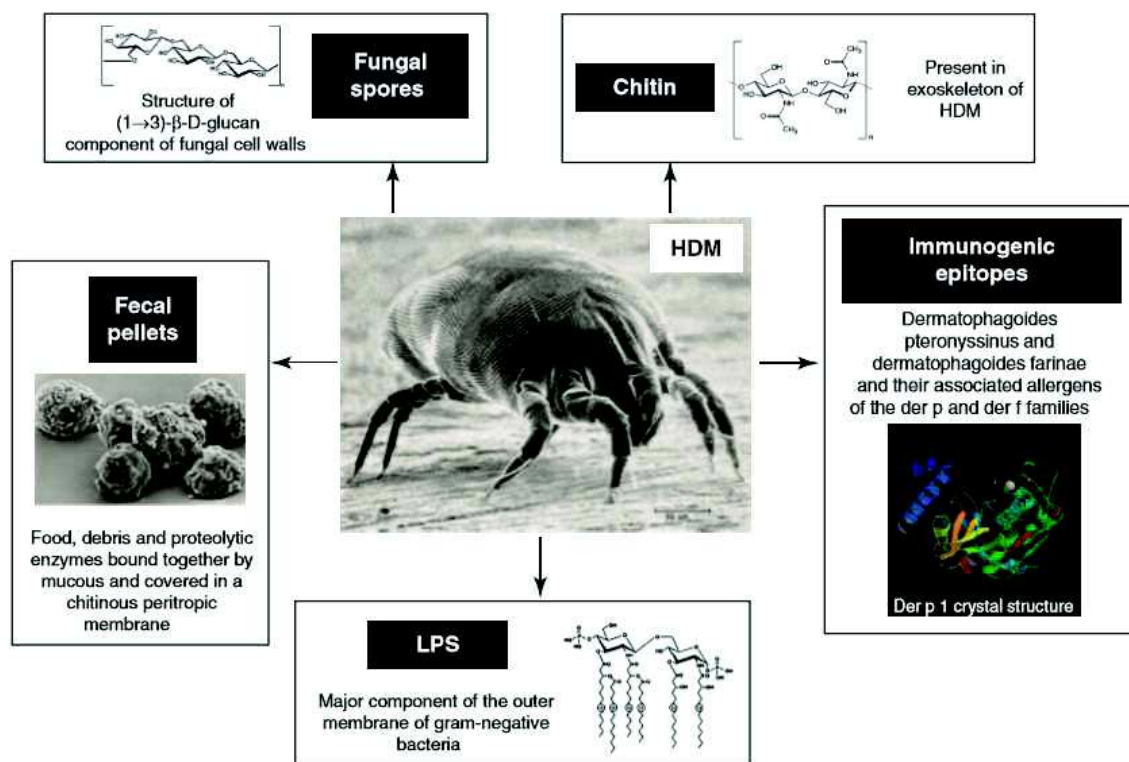 Fungal
spores
Structure of
(1→3)-β-D-glucan
component of fungal cell walls
Chitin
Present in
exoskeleton of
HDM
HDM
Fecal
pellets
Food, debris and proteolytic
enzymes bound together by
mucous and covered in a
chitinous peritropic
membrane
Immunogenic
epitopes
Dermatophagoides
pteronyssinus and
dermatophagoides farinae
and their associated allergens
of the der p and der f families
Der p 1 crystal structure
LPS
Major component of the outer
membrane of gram-negative
bacteria